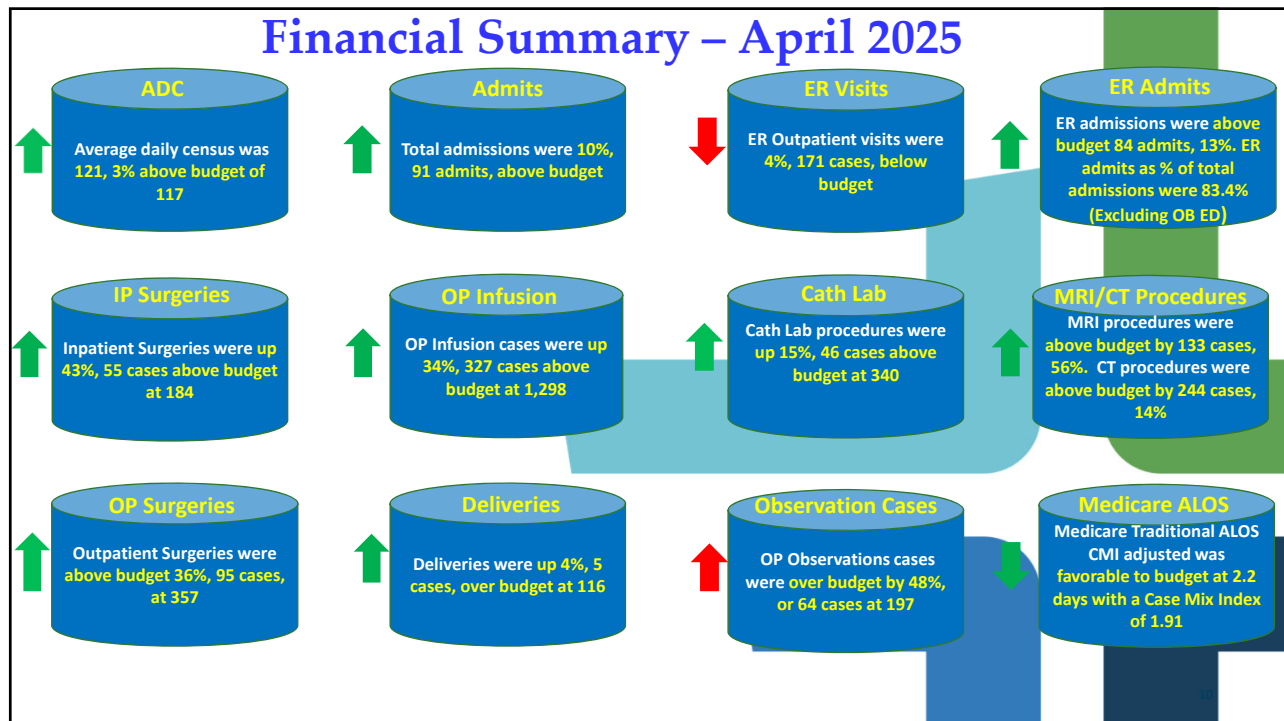 Financial Summary – April 2025
ADC
Average daily census was
121, 3% above budget of
117
Admits
Total admissions were 10%,
91 admits, above budget
ER Visits
ER Outpatient visits were
4%, 171 cases, below
budget
ER Admits
ER admissions were above
budget 84 admits, 13%. ER
admits as % of total
admissions were 83.4%
(Excluding OB ED)
IP Surgeries
Inpatient Surgeries were up
43%, 55 cases above budget
at 184
OP Infusion
OP Infusion cases were up
34%, 327 cases above
budget at 1,298
Cath Lab
Cath Lab procedures were
up 15%, 46 cases above
budget at 340
MRI/CT Procedures
MRI procedures were
above budget by 133 cases,
56%. CT procedures were
above budget by 244 cases,
14%
OP Surgeries
Outpatient Surgeries were
above budget 36%, 95 cases,
at 357
Deliveries
Deliveries were up 4%, 5
cases, over budget at 116
Observation Cases
OP Observations cases
were over budget by 48%,
or 64 cases at 197
Medicare ALOS
Medicare Traditional ALOS
CMI adjusted was
favorable to budget at 2.2
days with a Case Mix Index
of 1.91
10